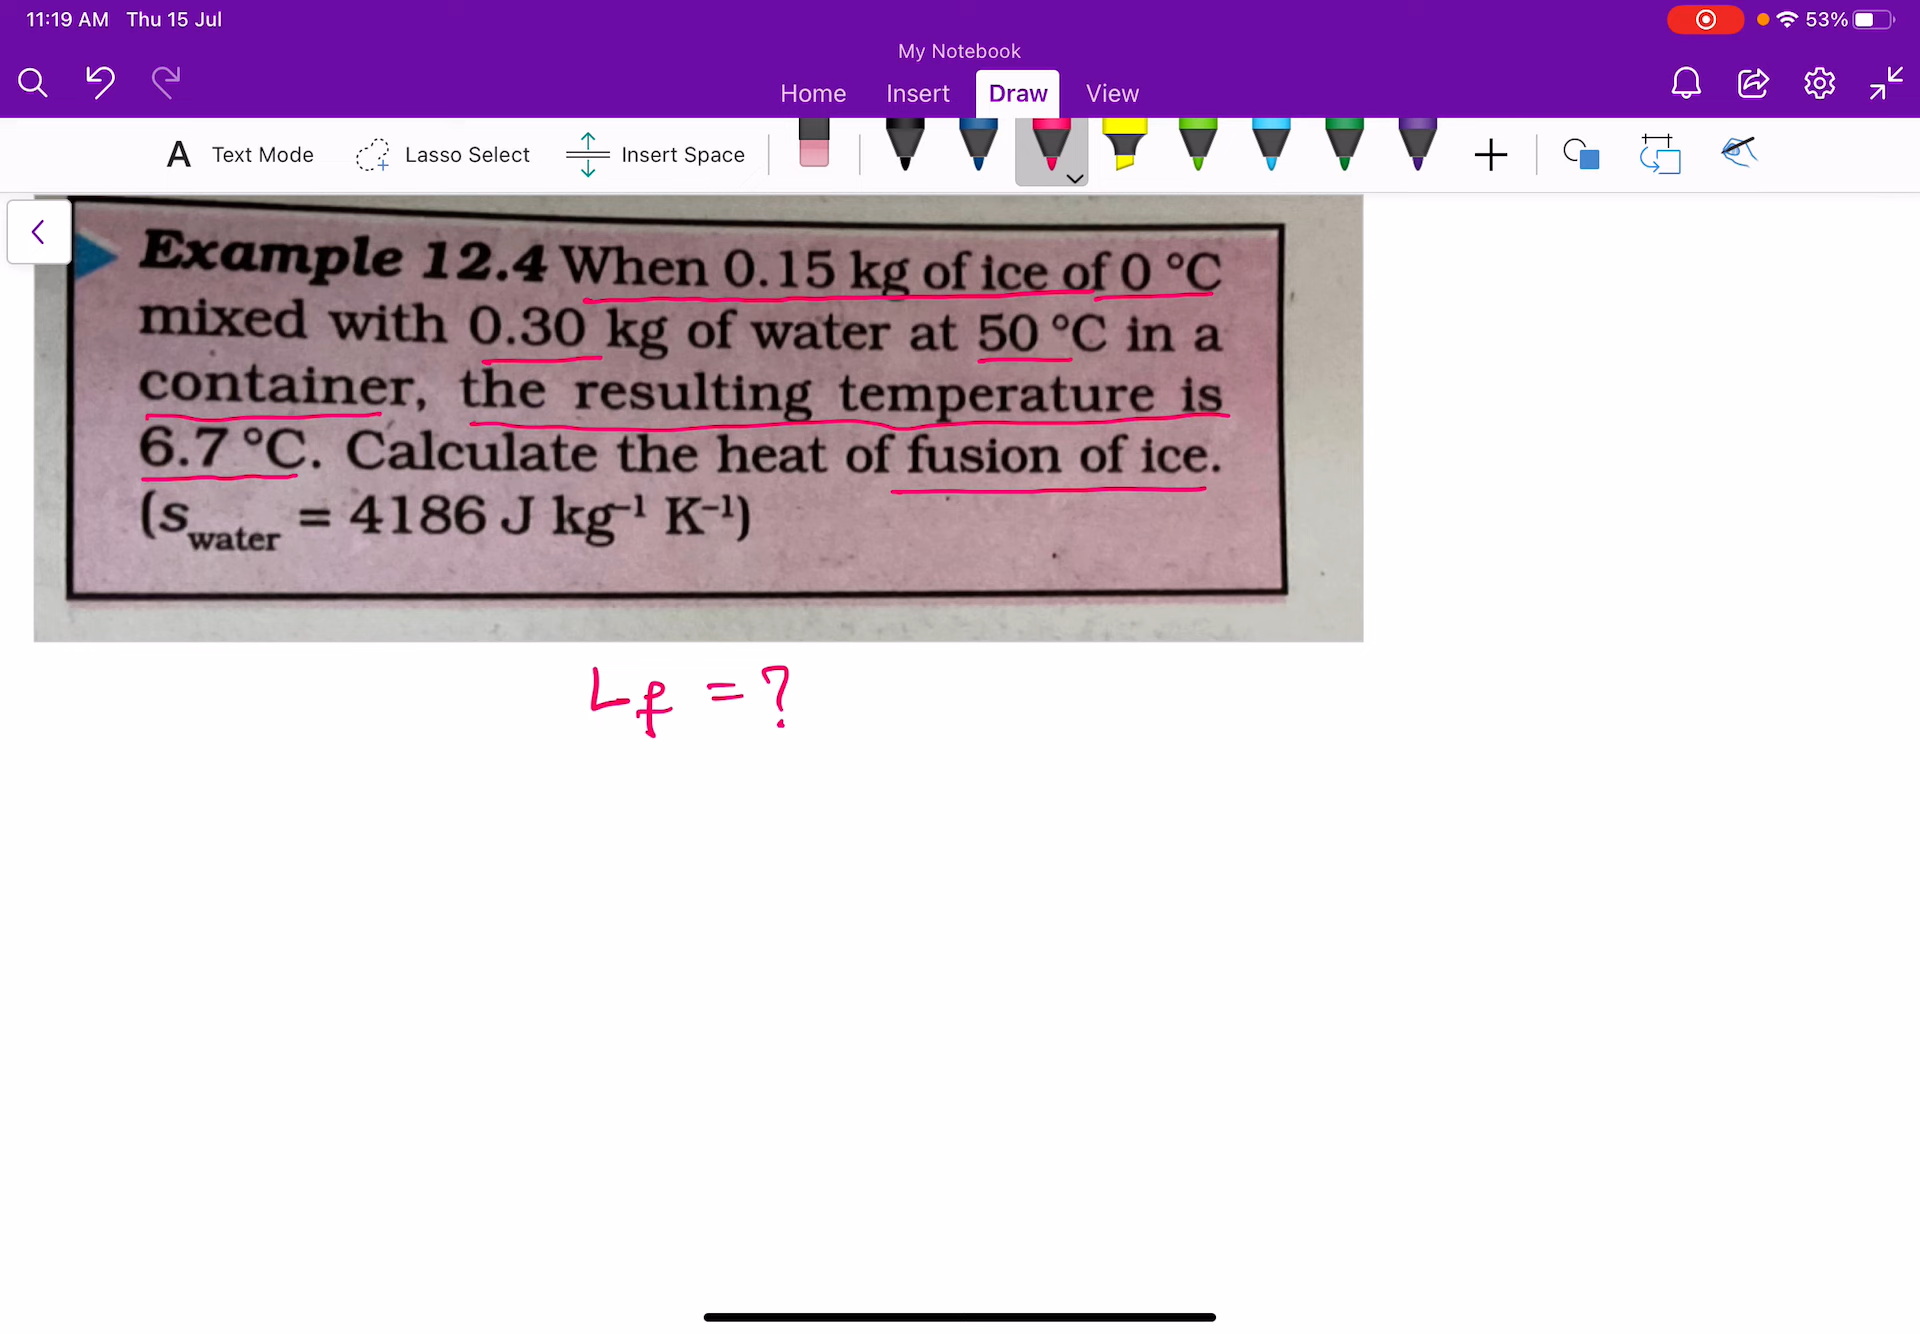 11:19 AM Thu 15 Jul
53%
My Notebook
Home Insert Draw View
A Text Mode Lasso Select Insert Space
Example 12.4 When 0.15 kg of ice of 0 °C
mixed with 0.30 kg of water at 50 °C in a
container, the resulting temperature is
6.7 °C. Calculate the heat of fusion of ice.
(s_water = 4186 J kg⁻¹ K⁻¹)
L_f = ?